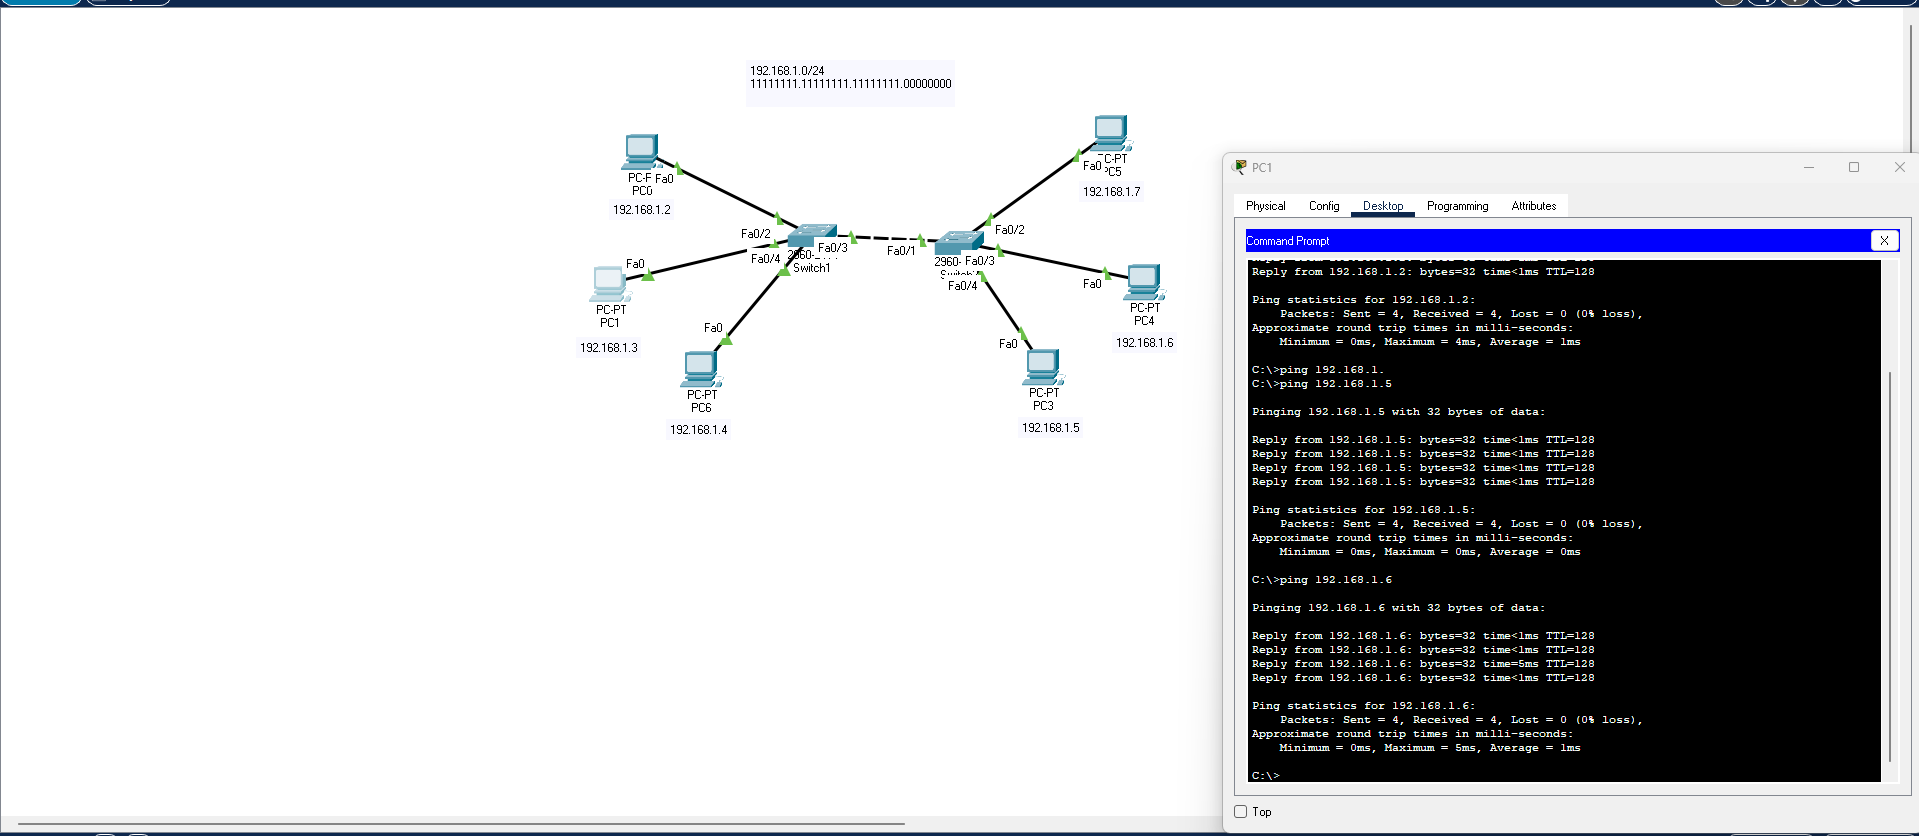 192.168.1.0/24
11111111.11111111.11111111.00000000
Fa0
PC0
192.168.1.2
Fa0
PC-PT
PC1
192.168.1.3
Fa0
PC-PT
PC6
192.168.1.4
Fa0/2
Fa0/4
Fa0/3
Switch1
Fa0/1
Fa0/2
Fa0/3
Fa0/4
Fa0
192.168.1.7
Fa0
PC-PT
PC4
192.168.1.6
Fa0
PC-PT
PC3
192.168.1.5
PC1
Physical Config Desktop Programming Attributes
Command Prompt X
Reply from 192.168.1.2: bytes=32 time<1ms TTL=128
Ping statistics for 192.168.1.2:
Packets: Sent = 4, Received = 4, Lost = 0 (0% loss),
Approximate round trip times in milli-seconds:
Minimum = 0ms, Maximum = 4ms, Average = 1ms
C:\>ping 192.168.1.
C:\>ping 192.168.1.5
Pinging 192.168.1.5 with 32 bytes of data:
Reply from 192.168.1.5: bytes=32 time<1ms TTL=128
Reply from 192.168.1.5: bytes=32 time<1ms TTL=128
Reply from 192.168.1.5: bytes=32 time<1ms TTL=128
Reply from 192.168.1.5: bytes=32 time<1ms TTL=128
Ping statistics for 192.168.1.5:
Packets: Sent = 4, Received = 4, Lost = 0 (0% loss),
Approximate round trip times in milli-seconds:
Minimum = 0ms, Maximum = 0ms, Average = 0ms
C:\>ping 192.168.1.6
Pinging 192.168.1.6 with 32 bytes of data:
Reply from 192.168.1.6: bytes=32 time<1ms TTL=128
Reply from 192.168.1.6: bytes=32 time<1ms TTL=128
Reply from 192.168.1.6: bytes=32 time=5ms TTL=128
Reply from 192.168.1.6: bytes=32 time<1ms TTL=128
Ping statistics for 192.168.1.6:
Packets: Sent = 4, Received = 4, Lost = 0 (0% loss),
Approximate round trip times in milli-seconds:
Minimum = 0ms, Maximum = 5ms, Average = 1ms
C:\>
Top